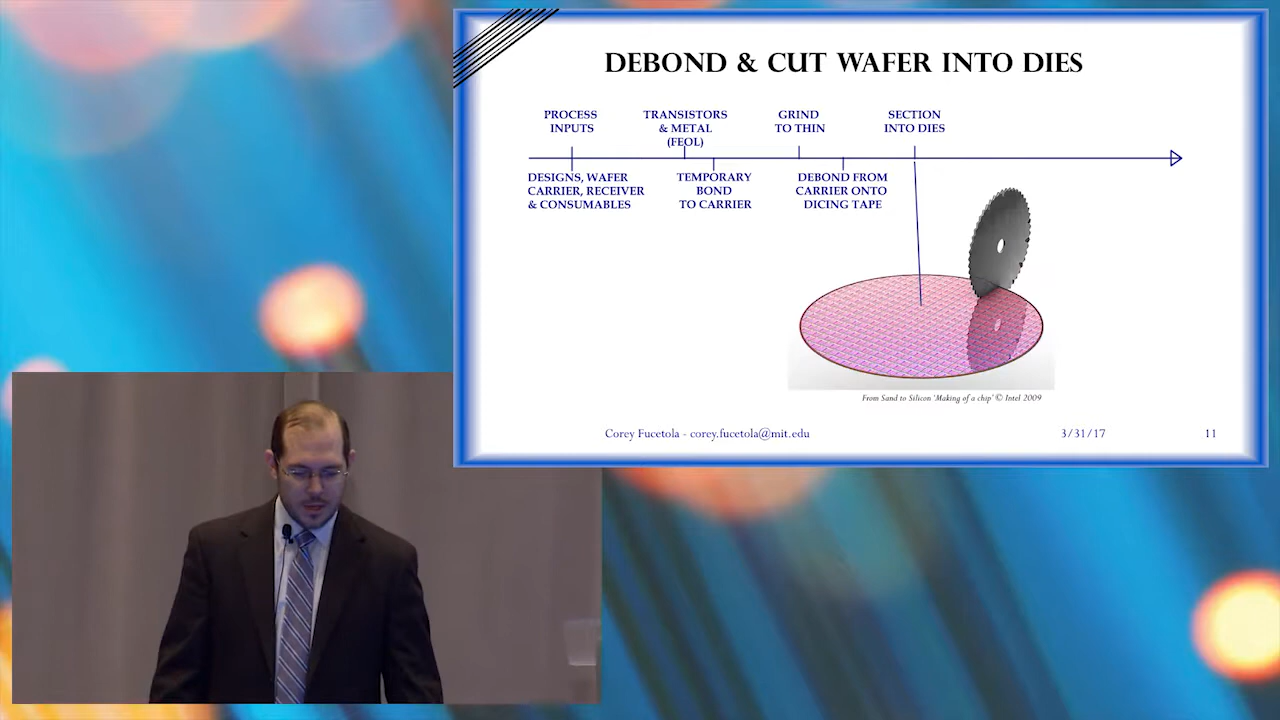 DEBOND & CUT WAFER INTO DIES
PROCESS
INPUTS
TRANSISTORS
& METAL
(FEOL)
GRIND
TO THIN
SECTION
INTO DIES
DESIGNS, WAFER
CARRIER, RECEIVER
& CONSUMABLES
TEMPORARY
BOND
TO CARRIER
DEBOND FROM
CARRIER ONTO
DICING TAPE
From Sand to Silicon 'Making of a chip' © Intel 2009
Corey Fucetola - corey.fucetola@mit.edu
3/31/17
11